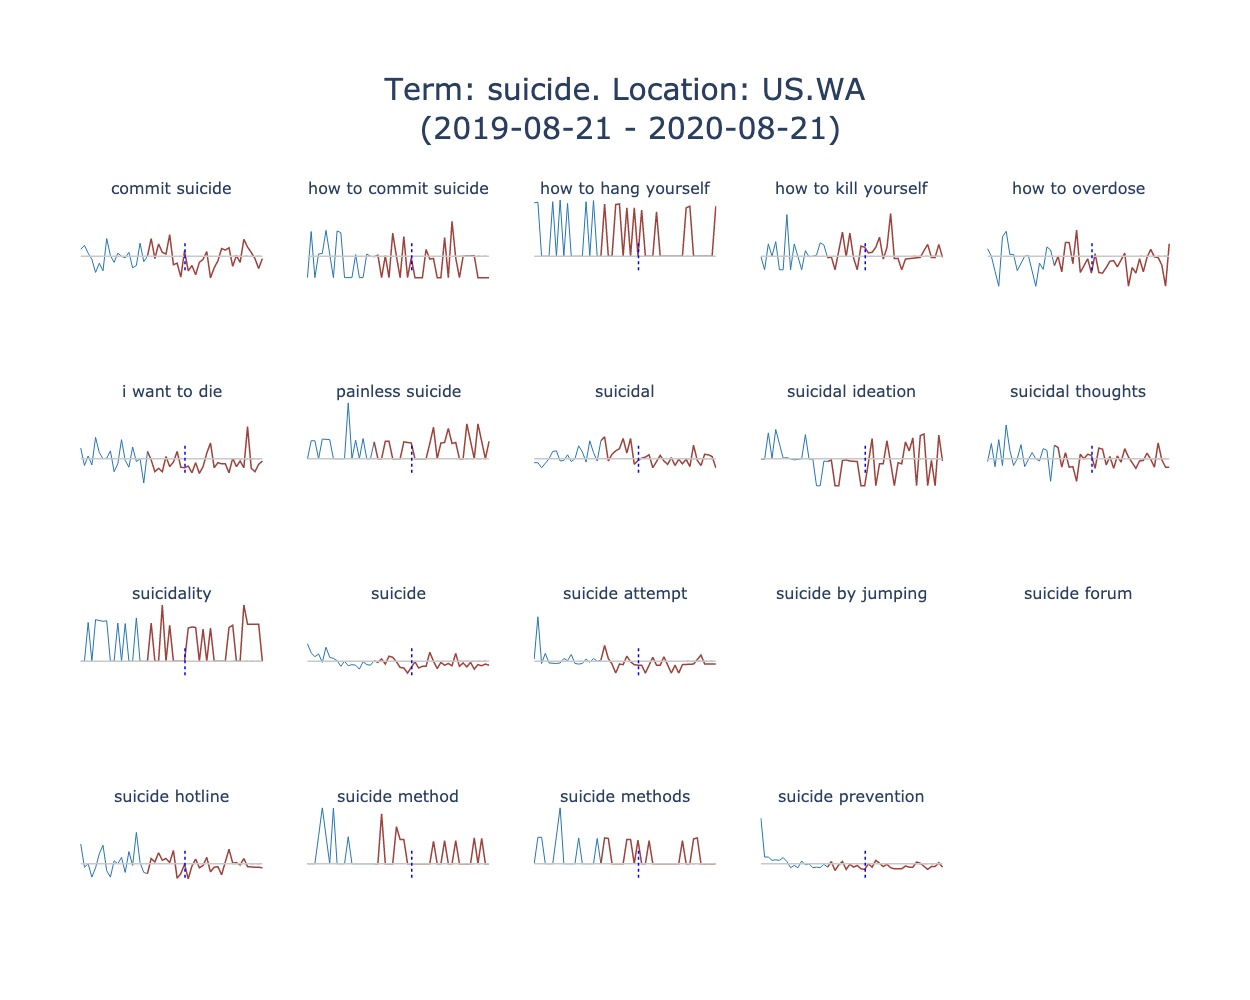 Term: suicide. Location: US.WA
(2019-08-21 - 2020-08-21)
commit suicide
how to commit suicide
how to hang yourself
how to kill yourself
how to overdose
i want to die
painless suicide
suicidal
suicidal ideation
suicidal thoughts
suicidality
suicide
suicide attempt
suicide by jumping
suicide forum
suicide hotline
suicide method
suicide methods
suicide prevention